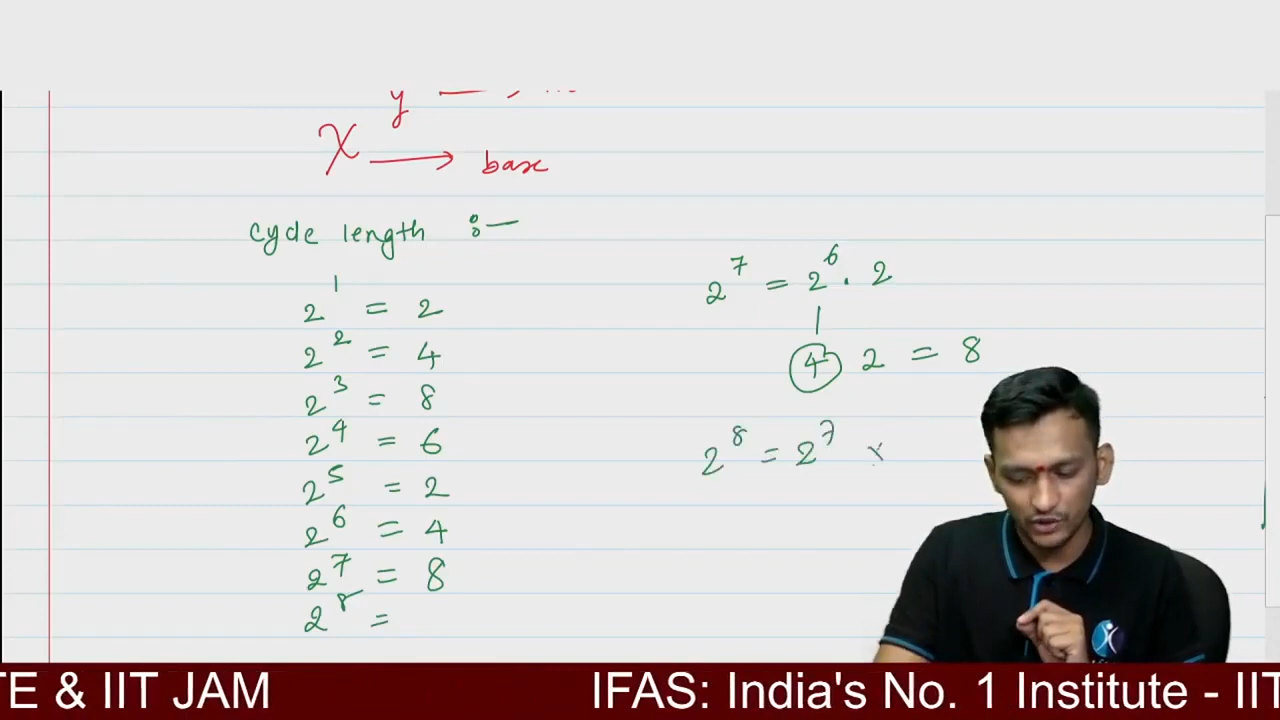 y →
X → base
cycle length :—
2^1 = 2
2^2 = 4
2^3 = 8
2^4 = 6
2^5 = 2
2^6 = 4
2^7 = 8
2^8 =
2^7 = 2^6 . 2
4 2 = 8
2^8 = 2^7 ×
TE & IIT JAM IFAS: India's No. 1 Institute - IIT